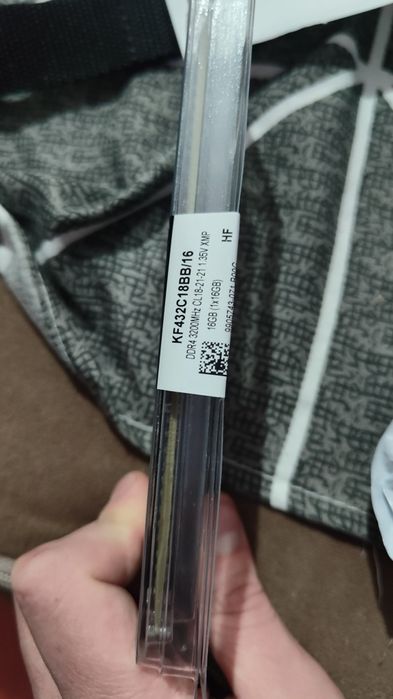 KF432C18BB/16
DDR4 3200MHz CL18-21-21 1.35V XMP
16GB (1x16GB)
HF